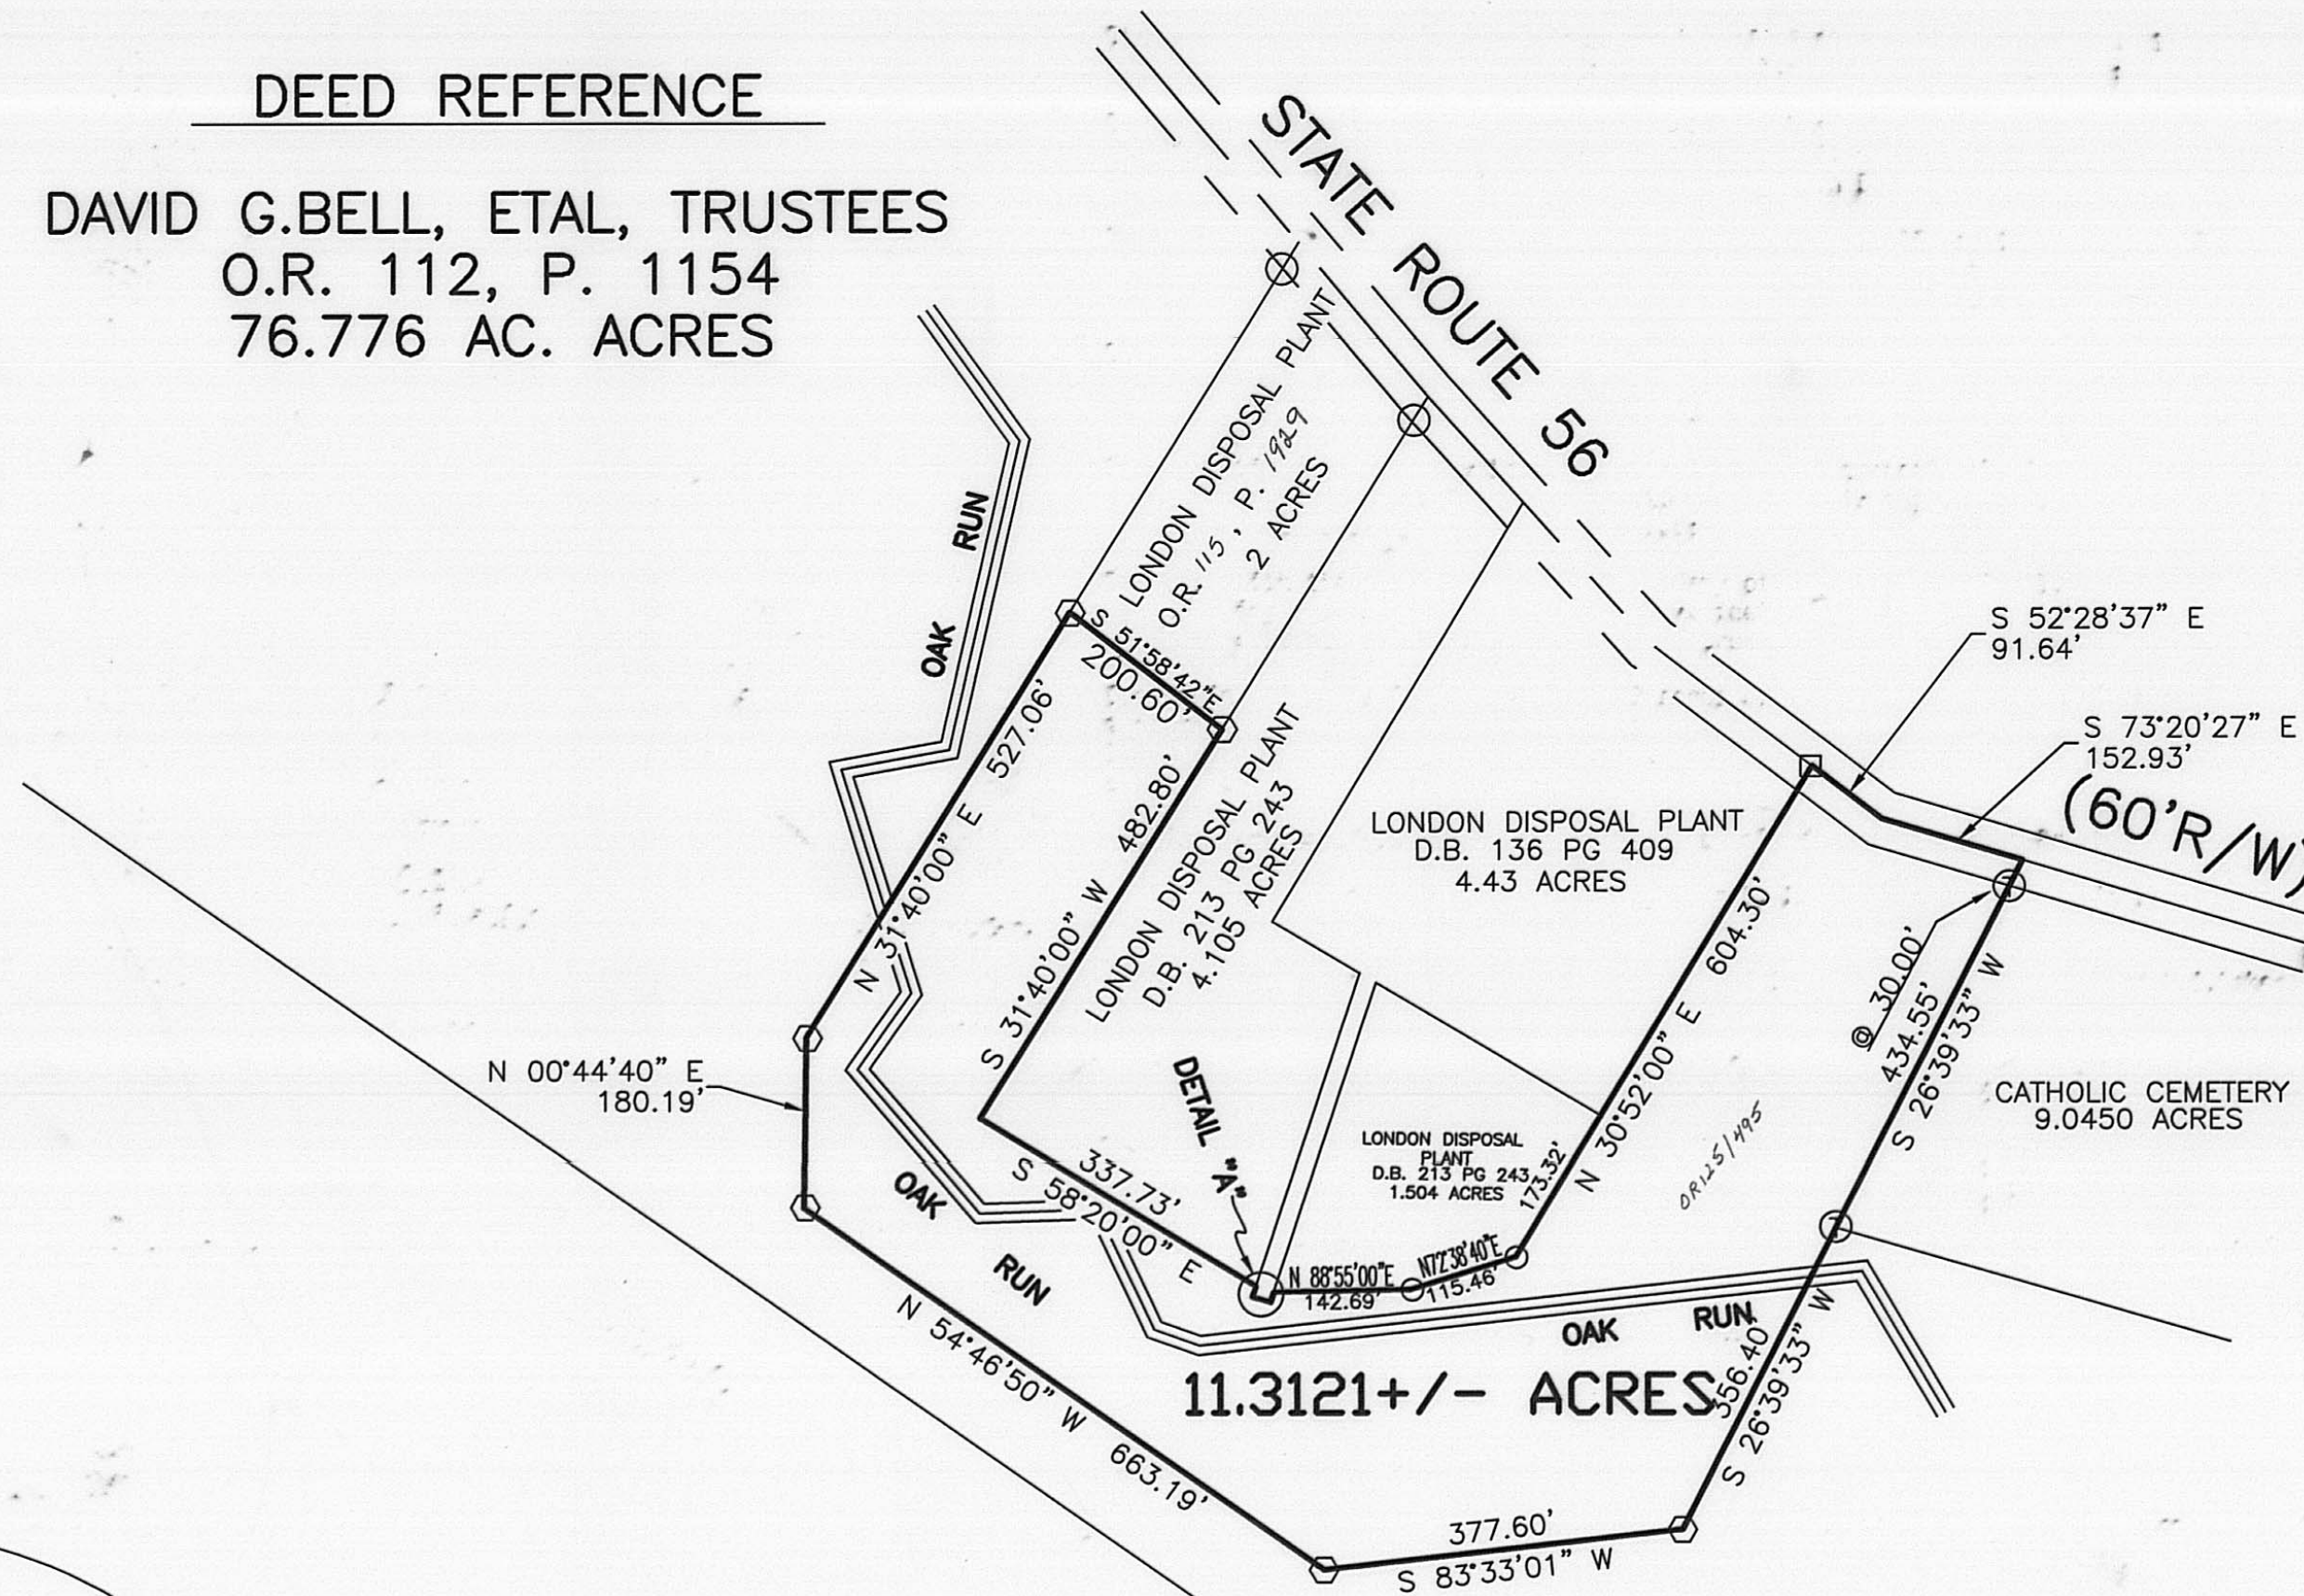 DEED REFERENCE
DAVID G.BELL, ETAL, TRUSTEES
O.R. 112, P. 1154
76.776 AC. ACRES
STATE ROUTE 56
(60'R/W)
LONDON DISPOSAL PLANT
O.R. 115, P. 1929
2 ACRES
OAK RUN
S 51°58'42" E
200.60'
N 31°40'00" E 527.06'
S 31°40'00" W 482.80'
LONDON DISPOSAL PLANT
D.B. 213 PG 243
4.105 ACRES
LONDON DISPOSAL PLANT
D.B. 136 PG 409
4.43 ACRES
S 52°28'37" E
91.64'
S 73°20'27" E
152.93'
@ 30.00'
434.55'
S 26°39'33" W
CATHOLIC CEMETERY
9.0450 ACRES
N 30°52'00" E 604.30'
173.32'
OR125/495
N 00°44'40" E
180.19'
DETAIL "A"
LONDON DISPOSAL
PLANT
D.B. 213 PG 243
1.504 ACRES
337.73'
S 58°20'00" E
N 88°55'00"E
142.69'
N72°38'40"E
115.46'
OAK RUN
OAK RUN
11.3121+/- ACRES
356.40'
S 26°39'33" W
N 54°46'50" W 663.19'
377.60'
S 83°33'01" W